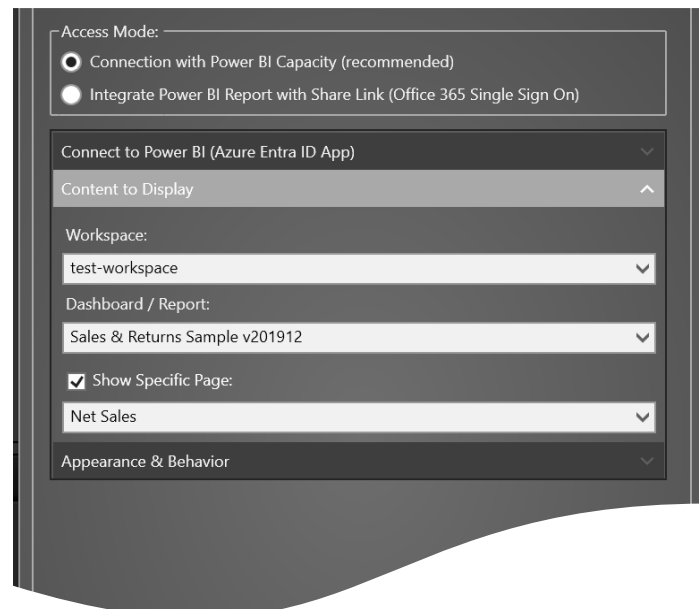 Access Mode:
Connection with Power BI Capacity (recommended)
Integrate Power BI Report with Share Link (Office 365 Single Sign On)
Connect to Power BI (Azure Entra ID App)
Content to Display
Workspace:
test-workspace
Dashboard / Report:
Sales & Returns Sample v201912
Show Specific Page:
Net Sales
Appearance & Behavior